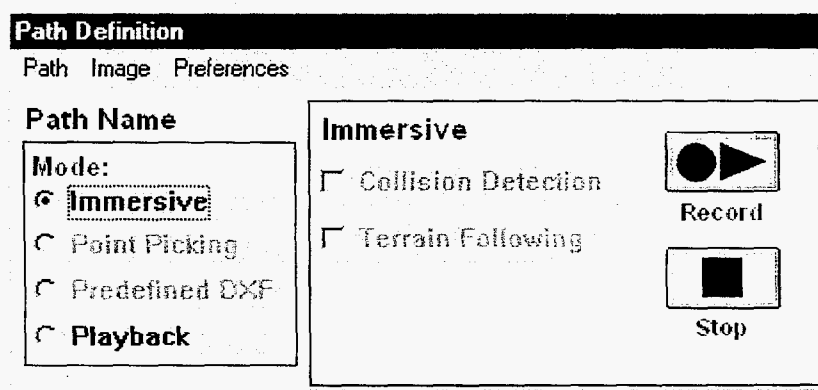 Path Definition
Path Image Preferences
Path Name
Mode:
Immersive
Point Picking
Predefined DXF
Playback
Immersive
Collision Detection
Terrain Following
Record
Stop